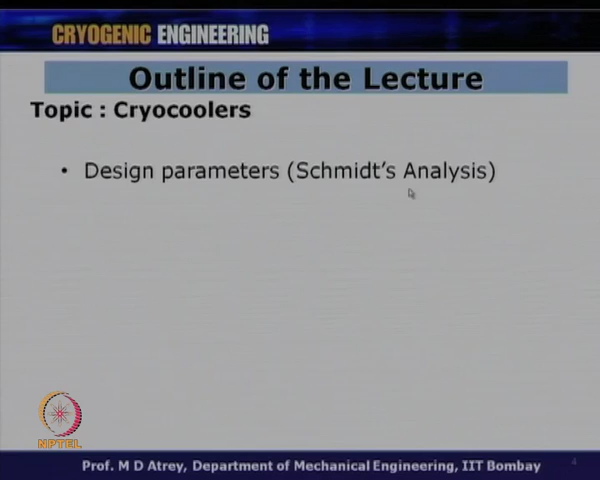 CRYOGENIC ENGINEERING
Outline of the Lecture
Topic : Cryocoolers
• Design parameters (Schmidt's Analysis)
NPTEL
Prof. M D Atrey, Department of Mechanical Engineering, IIT Bombay
4